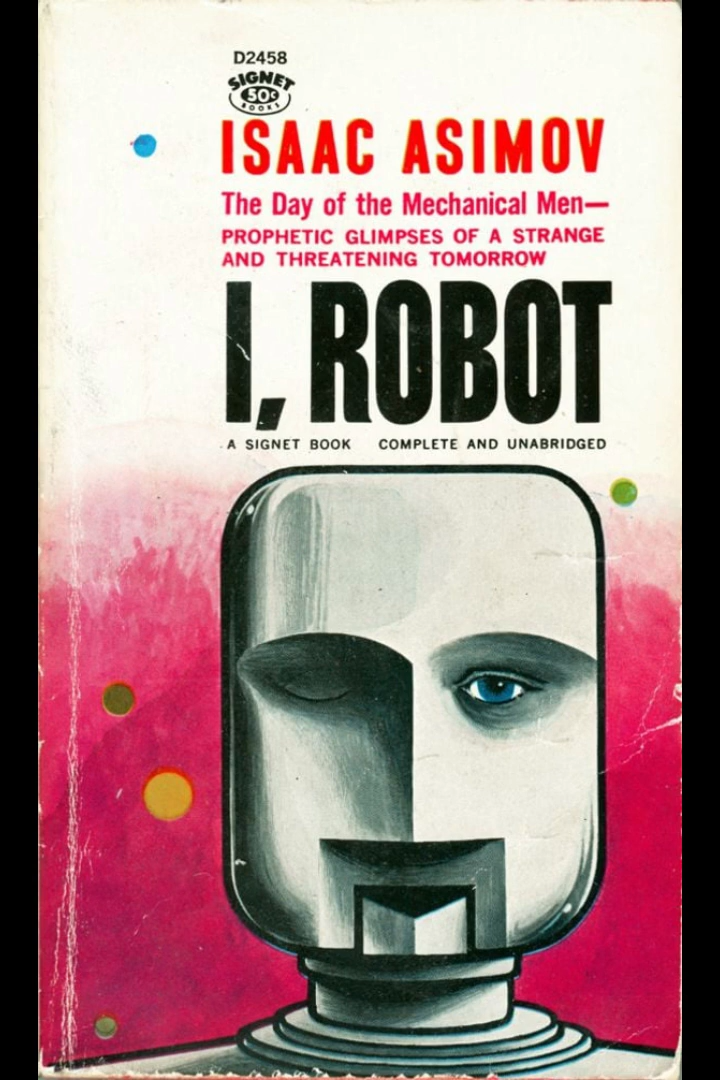 D2458
SIGNET
50¢
BOOKS
ISAAC ASIMOV
The Day of the Mechanical Men—
PROPHETIC GLIMPSES OF A STRANGE
AND THREATENING TOMORROW
I, ROBOT
A SIGNET BOOK COMPLETE AND UNABRIDGED